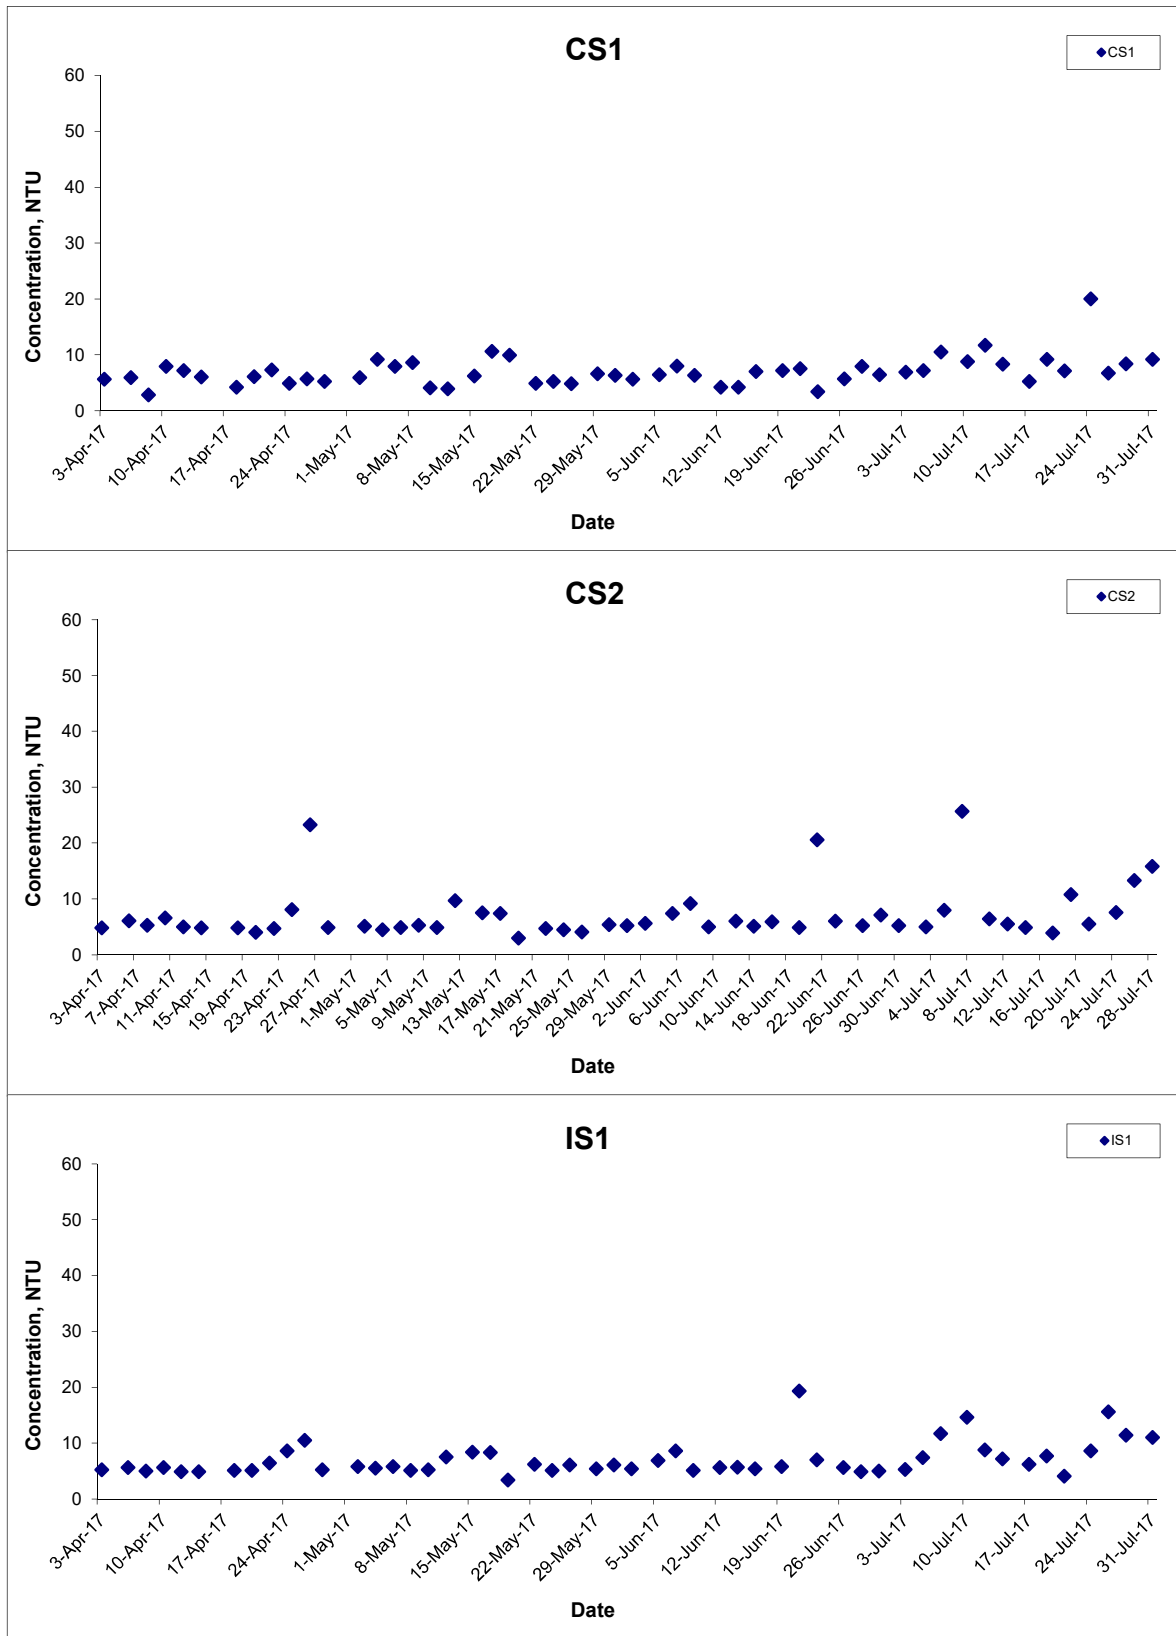 CS1
CS1
60
50
40
30
20
10
0
Concentration, NTU
3-Apr-17
10-Apr-17
17-Apr-17
24-Apr-17
1-May-17
8-May-17
15-May-17
22-May-17
29-May-17
5-Jun-17
12-Jun-17
19-Jun-17
26-Jun-17
3-Jul-17
10-Jul-17
17-Jul-17
24-Jul-17
31-Jul-17
Date
CS2
CS2
60
50
40
30
20
10
0
Concentration, NTU
3-Apr-17
7-Apr-17
11-Apr-17
15-Apr-17
19-Apr-17
23-Apr-17
27-Apr-17
1-May-17
5-May-17
9-May-17
13-May-17
17-May-17
21-May-17
25-May-17
29-May-17
2-Jun-17
6-Jun-17
10-Jun-17
14-Jun-17
18-Jun-17
22-Jun-17
26-Jun-17
30-Jun-17
4-Jul-17
8-Jul-17
12-Jul-17
16-Jul-17
20-Jul-17
24-Jul-17
28-Jul-17
Date
IS1
IS1
60
50
40
30
20
10
0
Concentration, NTU
3-Apr-17
10-Apr-17
17-Apr-17
24-Apr-17
1-May-17
8-May-17
15-May-17
22-May-17
29-May-17
5-Jun-17
12-Jun-17
19-Jun-17
26-Jun-17
3-Jul-17
10-Jul-17
17-Jul-17
24-Jul-17
31-Jul-17
Date